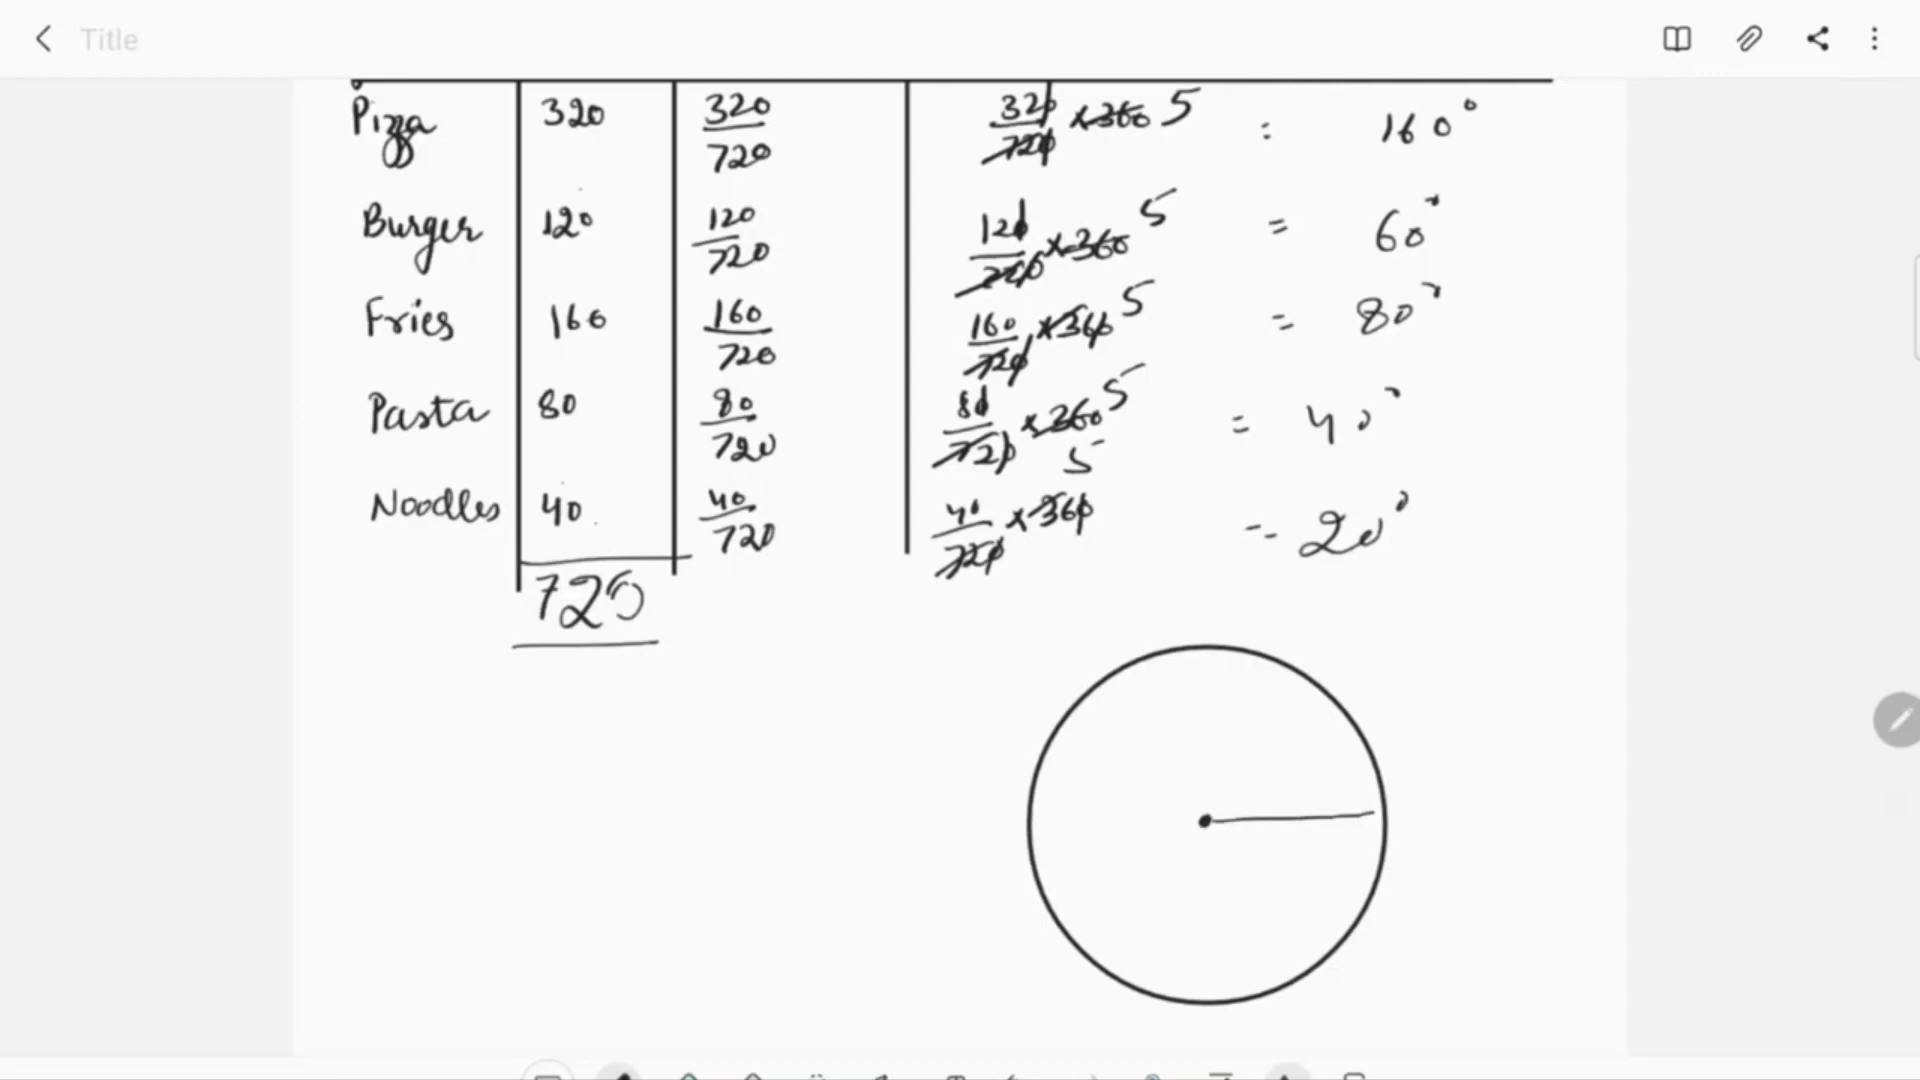 Title
Pizza 320 320/720 320/720 x 360 5 = 160°
Burger 120 120/720 120/720 x 360 5 = 60°
Fries 160 160/720 160/720 x 360 5 = 80°
Pasta 80 80/720 80/720 x 360 5 = 40°
Noodles 40 40/720 40/720 x 360 5 = 20°
720